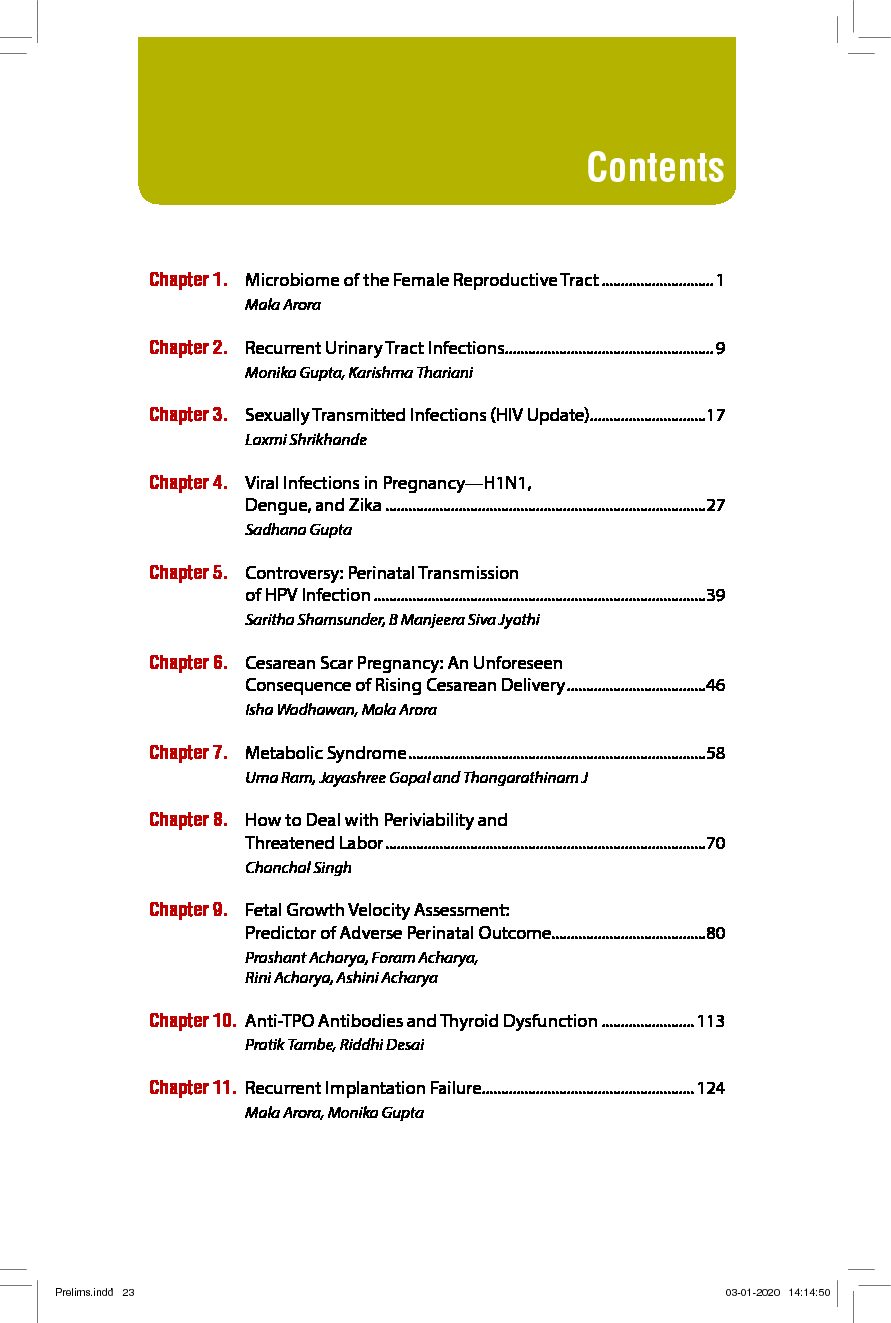 Contents
Chapter 1. Microbiome of the Female Reproductive Tract ............................. 1
Mala Arora
Chapter 2. Recurrent Urinary Tract Infections...................................................... 9
Monika Gupta, Karishma Thariani
Chapter 3. Sexually Transmitted Infections (HIV Update)..............................17
Laxmi Shrikhande
Chapter 4. Viral Infections in Pregnancy—H1N1,
Dengue, and Zika ...................................................................................27
Sadhana Gupta
Chapter 5. Controversy: Perinatal Transmission
of HPV Infection ......................................................................................39
Saritha Shamsunder, B Manjeera Siva Jyothi
Chapter 6. Cesarean Scar Pregnancy: An Unforeseen
Consequence of Rising Cesarean Delivery....................................46
Isha Wadhawan, Mala Arora
Chapter 7. Metabolic Syndrome.............................................................................58
Uma Ram, Jayashree Gopal and Thangarathinam J
Chapter 8. How to Deal with Periviability and
Threatened Labor ...................................................................................70
Chanchal Singh
Chapter 9. Fetal Growth Velocity Assessment:
Predictor of Adverse Perinatal Outcome........................................80
Prashant Acharya, Foram Acharya,
Rini Acharya, Ashini Acharya
Chapter 10. Anti-TPO Antibodies and Thyroid Dysfunction ........................ 113
Pratik Tambe, Riddhi Desai
Chapter 11. Recurrent Implantation Failure....................................................... 124
Mala Arora, Monika Gupta
Prelims.indd 23 03-01-2020 14:14:50